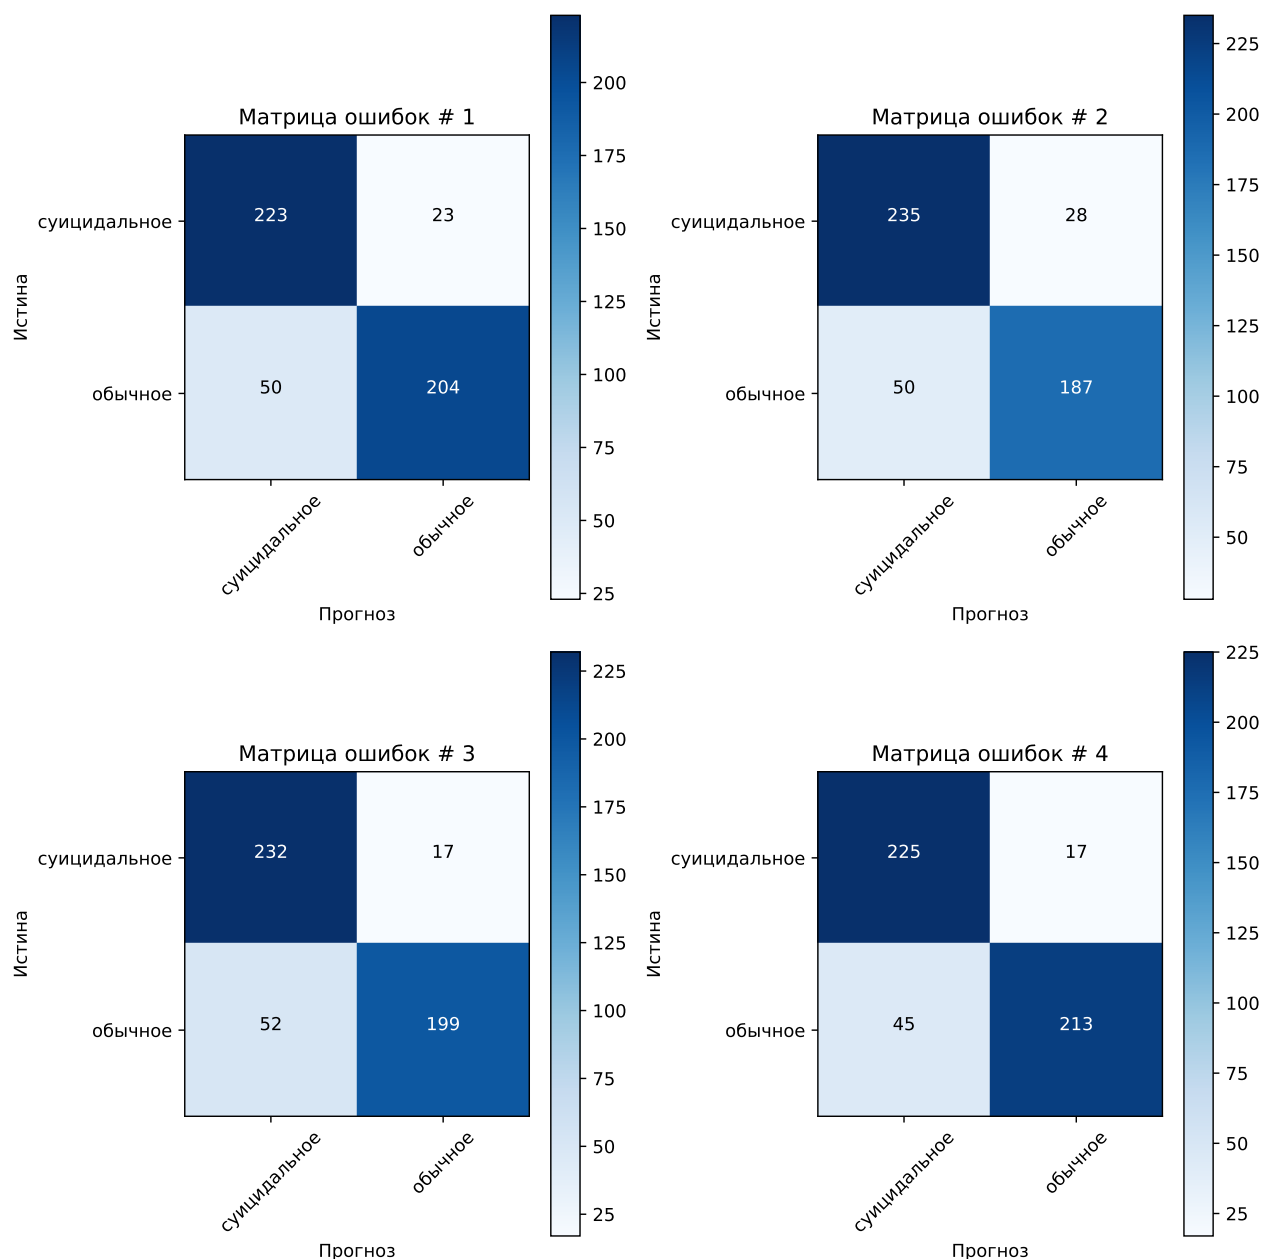 Матрица ошибок # 1
суицидальное
обычное
223
23
50
204
Истина
суицидальное
обычное
Прогноз
200
175
150
125
100
75
50
25
Матрица ошибок # 2
суицидальное
обычное
235
28
50
187
Истина
суицидальное
обычное
Прогноз
225
200
175
150
125
100
75
50
Матрица ошибок # 3
суицидальное
обычное
232
17
52
199
Истина
суицидальное
обычное
Прогноз
225
200
175
150
125
100
75
50
25
Матрица ошибок # 4
суицидальное
обычное
225
17
45
213
Истина
суицидальное
обычное
Прогноз
225
200
175
150
125
100
75
50
25